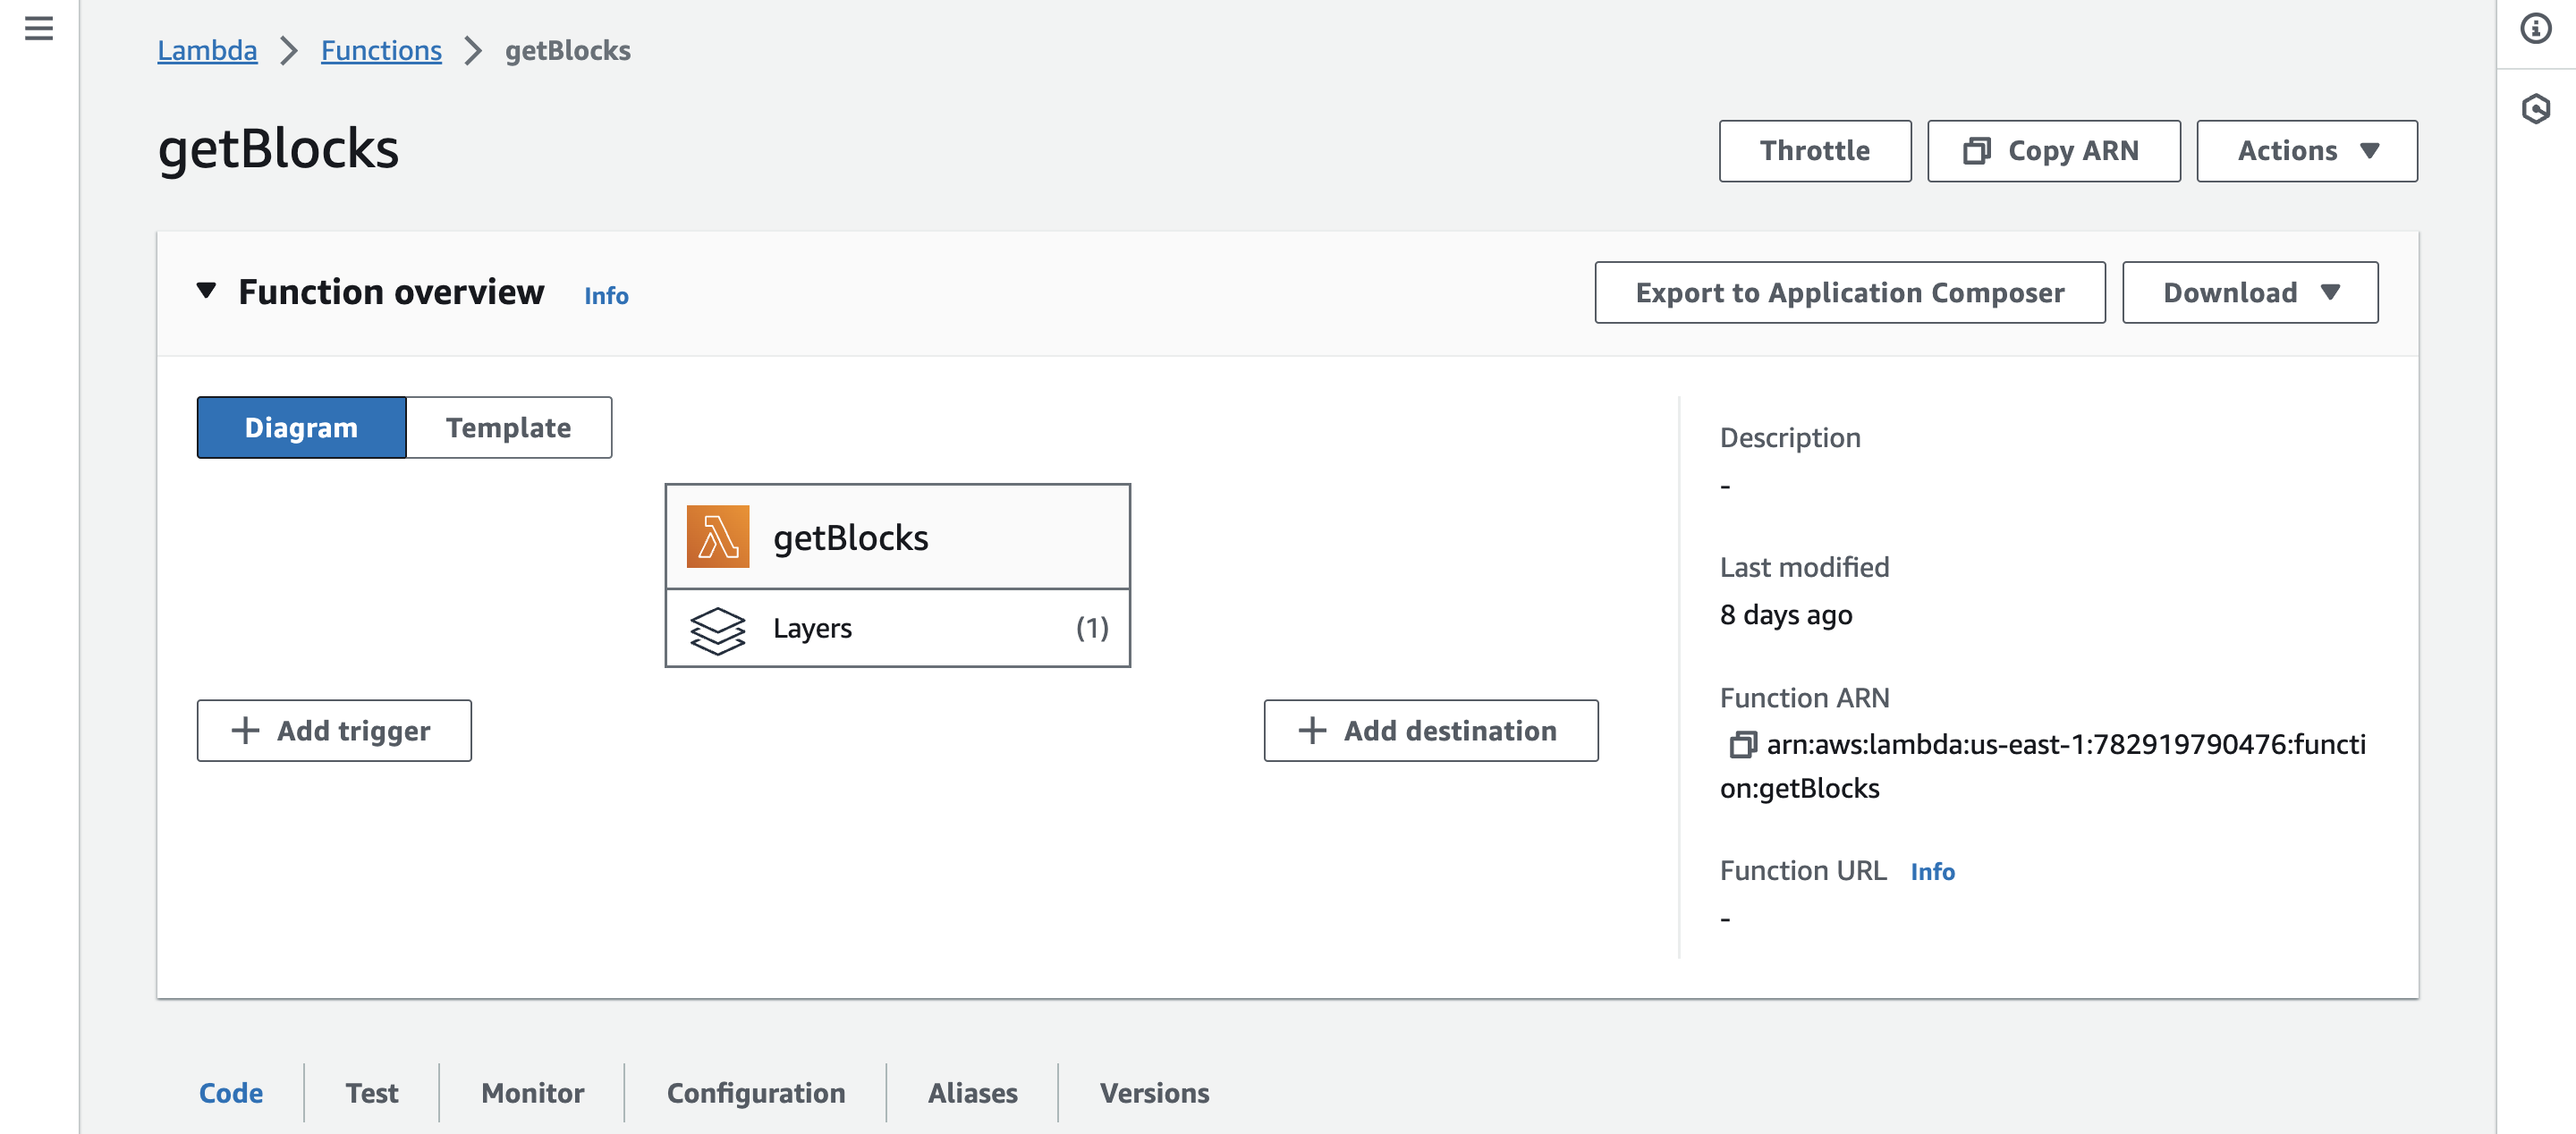 Lambda > Functions > getBlocks
getBlocks
Throttle
Copy ARN
Actions
Function overview Info
Export to Application Composer
Download
Diagram
Template
getBlocks
Layers (1)
Add trigger
Add destination
Description
-
Last modified
8 days ago
Function ARN
arn:aws:lambda:us-east-1:782919790476:functi
on:getBlocks
Function URL Info
-
Code
Test
Monitor
Configuration
Aliases
Versions